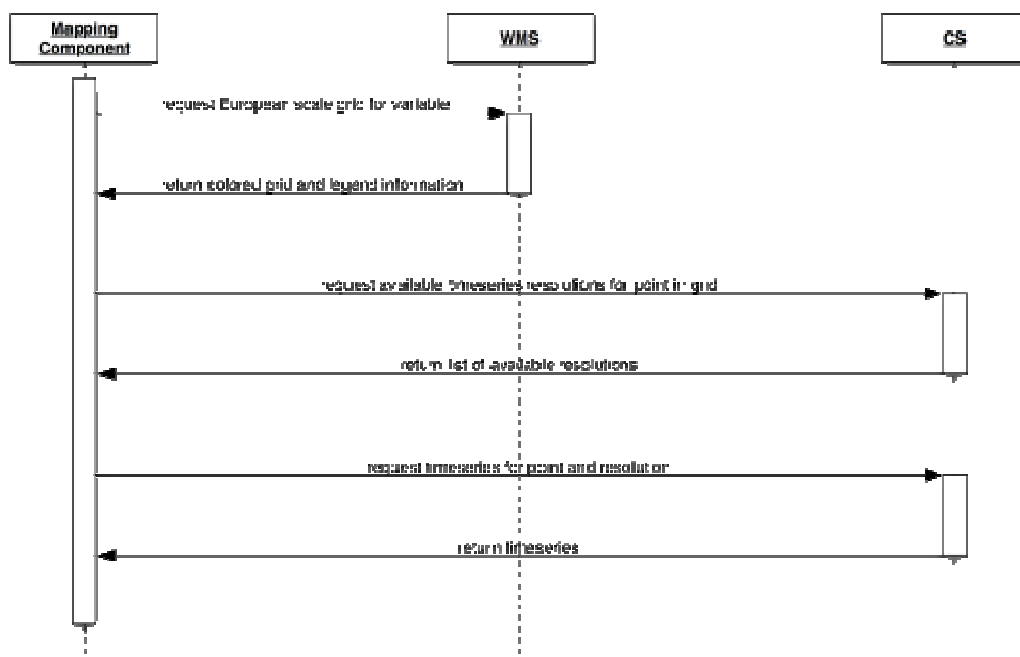 Mapping
Component
WMS
CS
request European scale grid for variable
return colored grid and legend information
request available timeseries resolutions for point in grid
return list of available resolutions
request timeseries for point and resolution
return timeseries